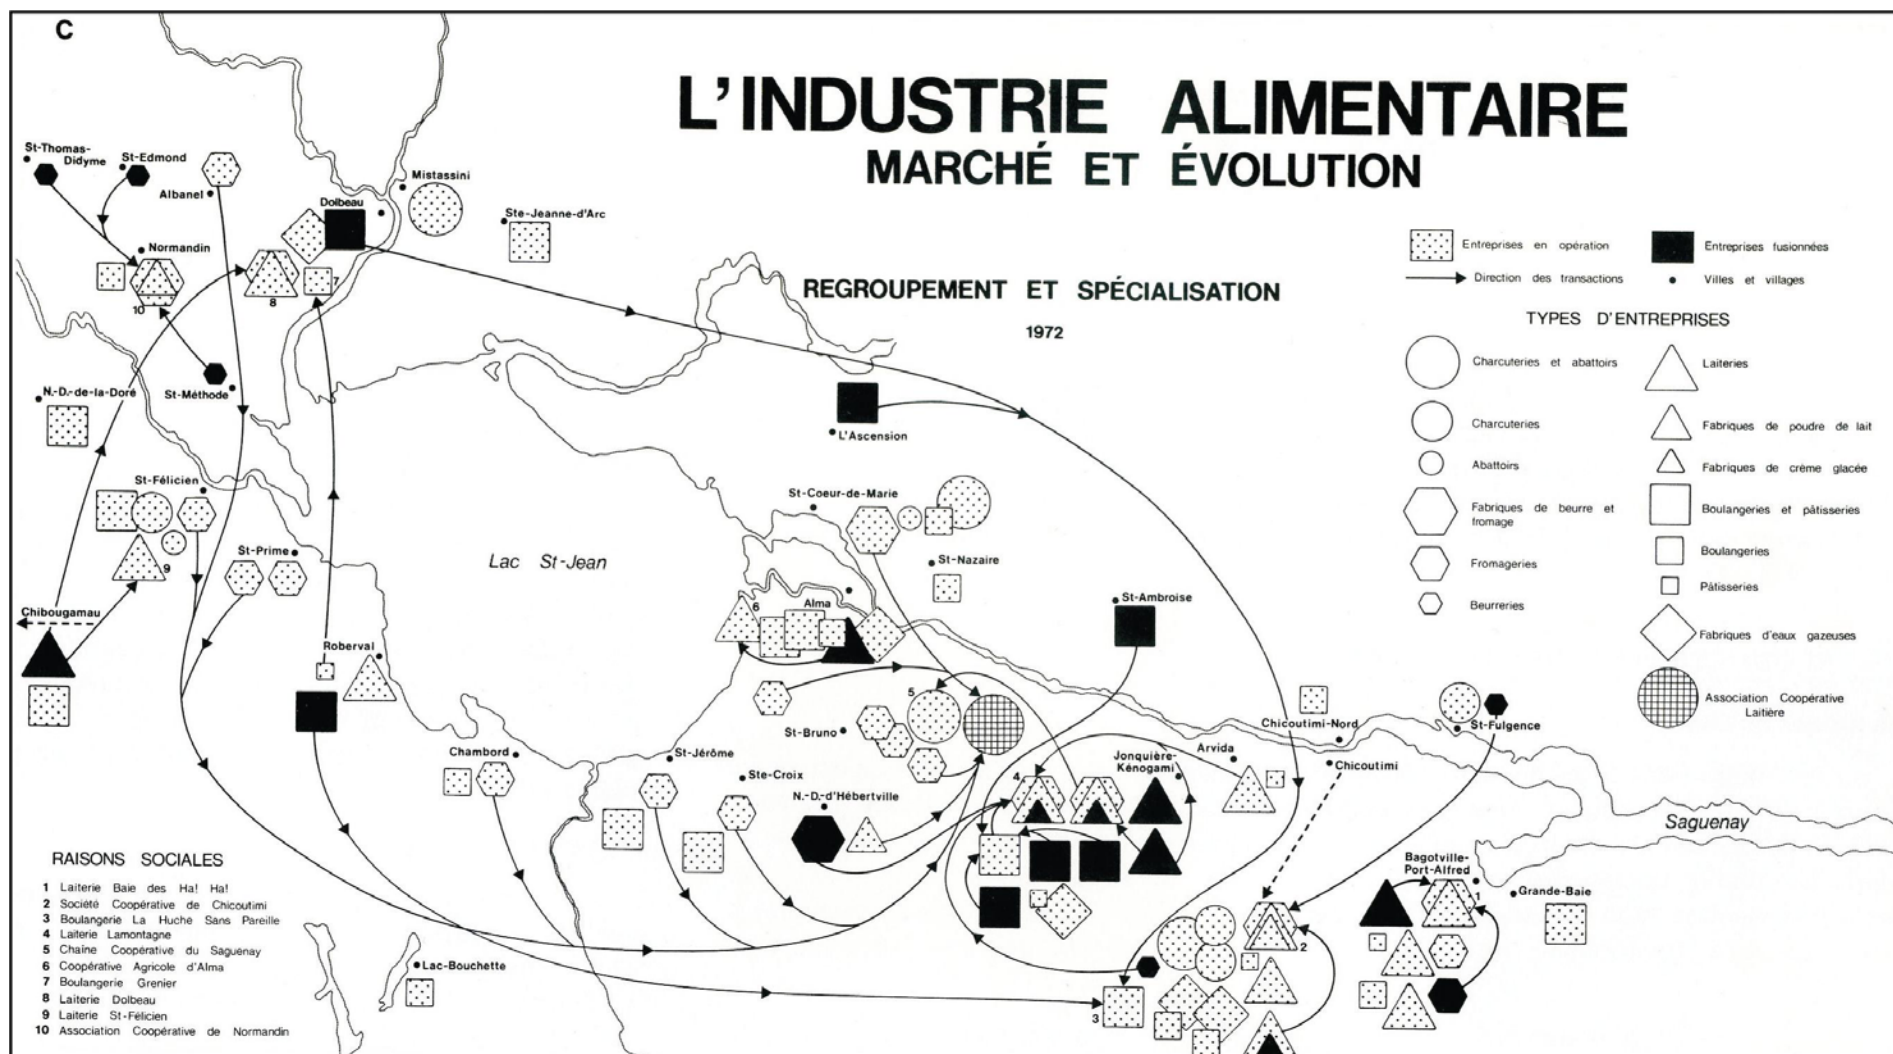 C
L'INDUSTRIE ALIMENTAIRE
MARCHÉ ET ÉVOLUTION
REGROUPEMENT ET SPÉCIALISATION
1972
Entreprises en opération
Entreprises fusionnées
Direction des transactions
Villes et villages
TYPES D'ENTREPRISES
Charcuteries et abattoirs
Laiteries
Charcuteries
Fabriques de poudre de lait
Abattoirs
Fabriques de crème glacée
Fabriques de beurre et
fromage
Boulangeries et pâtisseries
Fromageries
Boulangeries
Beurreries
Pâtisseries
Fabriques d'eaux gazeuses
Association Coopérative
Laitière
St-Thomas-
Didyme
St-Edmond
Albanel
Mistassini
Dolbeau
Ste-Jeanne-d'Arc
Normandin
10
8
7
St-Méthode
N.-D.-de-la-Doré
L'Ascension
St-Félicien
9
St-Prime
St-Coeur-de-Marie
Lac St-Jean
St-Nazaire
Chibougamau
Alma
6
St-Ambroise
Roberval
5
St-Bruno
Chicoutimi-Nord
St-Fulgence
Chambord
St-Jérôme
Arvida
Jonquière-
Kénogami
Chicoutimi
Ste-Croix
4
N.-D.-d'Hébertville
Saguenay
Bagotville-
Port-Alfred
1
Grande-Baie
2
Lac-Bouchette
3
RAISONS SOCIALES
1 Laiterie Baie des Ha! Ha!
2 Société Coopérative de Chicoutimi
3 Boulangerie La Huche Sans Pareille
4 Laiterie Lamontagne
5 Chaîne Coopérative du Saguenay
6 Coopérative Agricole d'Alma
7 Boulangerie Grenier
8 Laiterie Dolbeau
9 Laiterie St-Félicien
10 Association Coopérative de Normandin